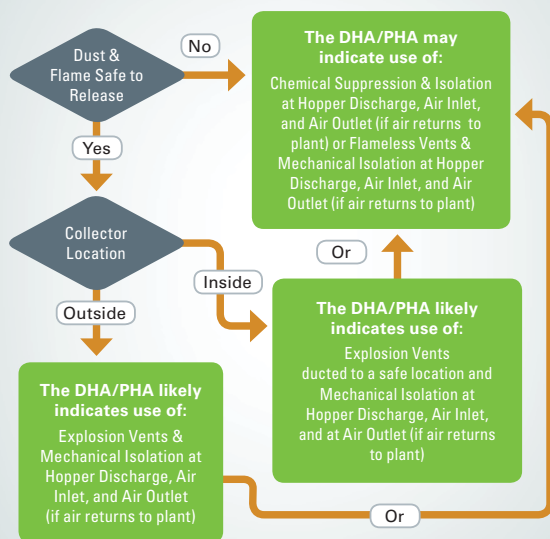 Dust &
Flame Safe to
Release
No
The DHA/PHA may
indicate use of:
Chemical Suppression & Isolation
at Hopper Discharge, Air Inlet,
and Air Outlet (if air returns to
plant) or Flameless Vents &
Mechanical Isolation at Hopper
Discharge, Air Inlet, and Air
Outlet (if air returns to plant)
Yes
Collector
Location
Or
Inside
Outside
The DHA/PHA likely
indicates use of:
Explosion Vents
ducted to a safe location and
Mechanical Isolation at
Hopper Discharge, Air Inlet,
and at Air Outlet (if air returns
to plant)
The DHA/PHA likely
indicates use of:
Explosion Vents &
Mechanical Isolation at
Hopper Discharge, Air
Inlet, and Air Outlet
(if air returns to plant)
Or